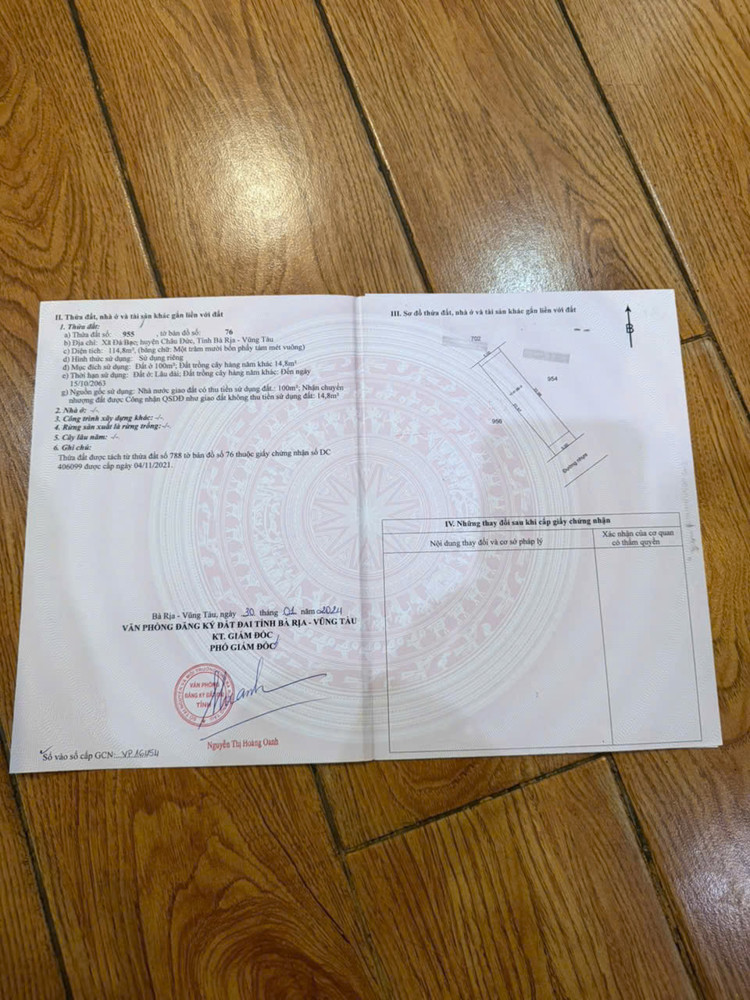 II. Thửa đất, nhà ở và tài sản khác gắn liền với đất
1. Thửa đất:
a) Thửa đất số: 955 , tờ bản đồ số: 76
b) Địa chỉ: Xã Đá Bạc, huyện Châu Đức, Tỉnh Bà Rịa - Vũng Tàu
c) Diện tích: 114,8m², (bằng chữ: Một trăm mười bốn phẩy tám mét vuông)
d) Hình thức sử dụng: Sử dụng riêng
đ) Mục đích sử dụng: Đất ở 100m²; Đất trồng cây hàng năm khác 14,8m²
e) Thời hạn sử dụng: Đất ở: Lâu dài; Đất trồng cây hàng năm khác: Đến ngày
15/10/2063
g) Nguồn gốc sử dụng: Nhà nước giao đất có thu tiền sử dụng đất.: 100m²; Nhận chuyển
nhượng đất được Công nhận QSDĐ như giao đất không thu tiền sử dụng đất: 14,8m²
2. Nhà ở: -/-
3. Công trình xây dựng khác: -/-
4. Rừng sản xuất là rừng trồng: -/-
5. Cây lâu năm: -/-
6. Ghi chú:
Thửa đất được tách từ thửa đất số 788 tờ bản đồ số 76 thuộc giấy chứng nhận số DC
406099 được cấp ngày 04/11/2021.
Bà Rịa - Vũng Tàu, ngày 30 tháng 01 năm 2024
VĂN PHÒNG ĐĂNG KÝ ĐẤT ĐAI TỈNH BÀ RỊA - VŨNG TÀU
KT. GIÁM ĐỐC
PHÓ GIÁM ĐỐC
VĂN PHÒNG
ĐĂNG KÝ ĐẤT ĐAI
TỈNH
Nguyễn Thị Hoàng Oanh
Số vào sổ cấp GCN: VP16454
III. Sơ đồ thửa đất, nhà ở và tài sản khác gắn liền với đất
B
702
954
956
Đường nhựa
IV. Những thay đổi sau khi cấp giấy chứng nhận
Nội dung thay đổi và cơ sở pháp lý
Xác nhận của cơ quan
có thẩm quyền